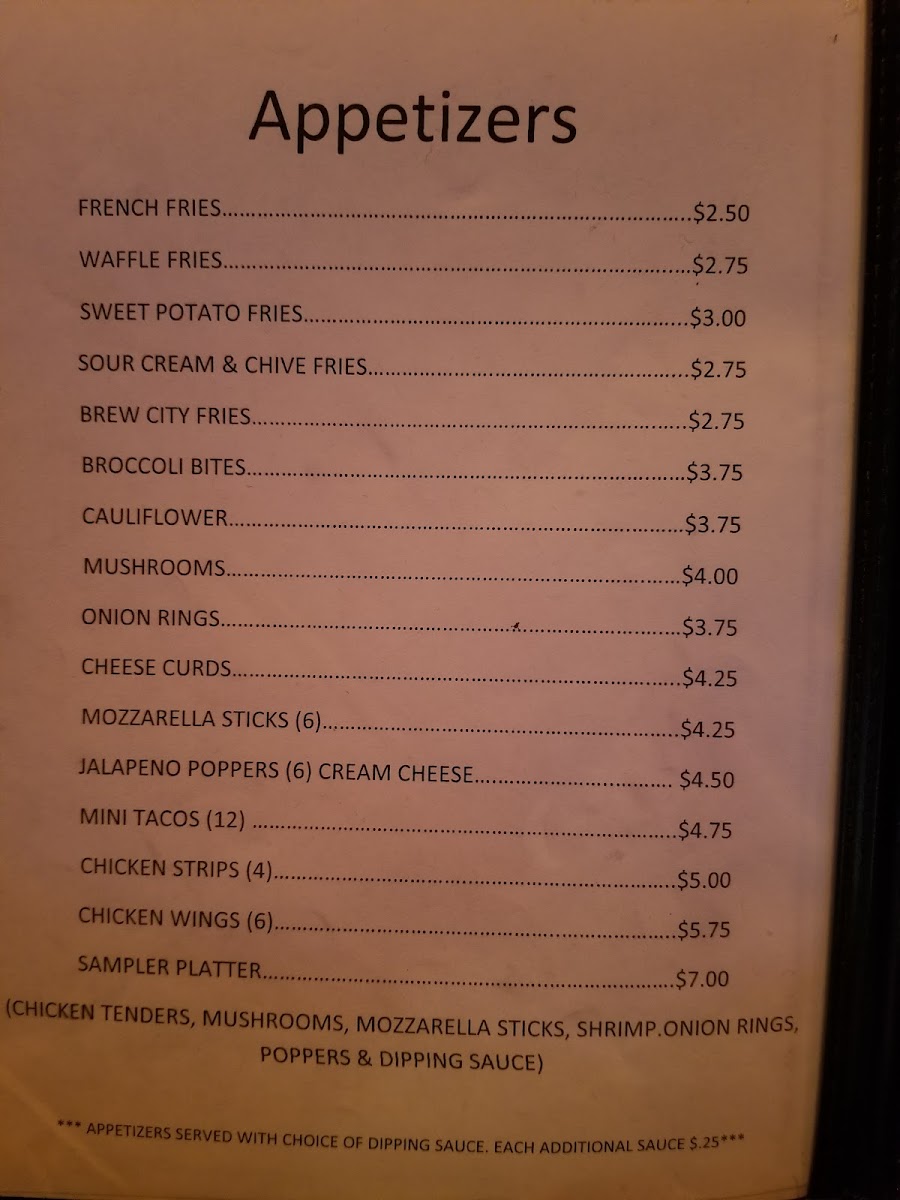 Appetizers
FRENCH FRIES.....................................................................................$2.50
WAFFLE FRIES.....................................................................................$2.75
SWEET POTATO FRIES.....................................................................$3.00
SOUR CREAM & CHIVE FRIES.........................................................$2.75
BREW CITY FRIES..............................................................................$2.75
BROCCOLI BITES...............................................................................$3.75
CAULIFLOWER..................................................................................$3.75
MUSHROOMS...................................................................................$4.00
ONION RINGS...................................................................................$3.75
CHEESE CURDS.................................................................................$4.25
MOZZARELLA STICKS (6)................................................................$4.25
JALAPENO POPPERS (6) CREAM CHEESE................................... $4.50
MINI TACOS (12) ............................................................................$4.75
CHICKEN STRIPS (4)........................................................................$5.00
CHICKEN WINGS (6)........................................................................$5.75
SAMPLER PLATTER..........................................................................$7.00
(CHICKEN TENDERS, MUSHROOMS, MOZZARELLA STICKS, SHRIMP.ONION RINGS,
POPPERS & DIPPING SAUCE)
*** APPETIZERS SERVED WITH CHOICE OF DIPPING SAUCE. EACH ADDITIONAL SAUCE $.25***